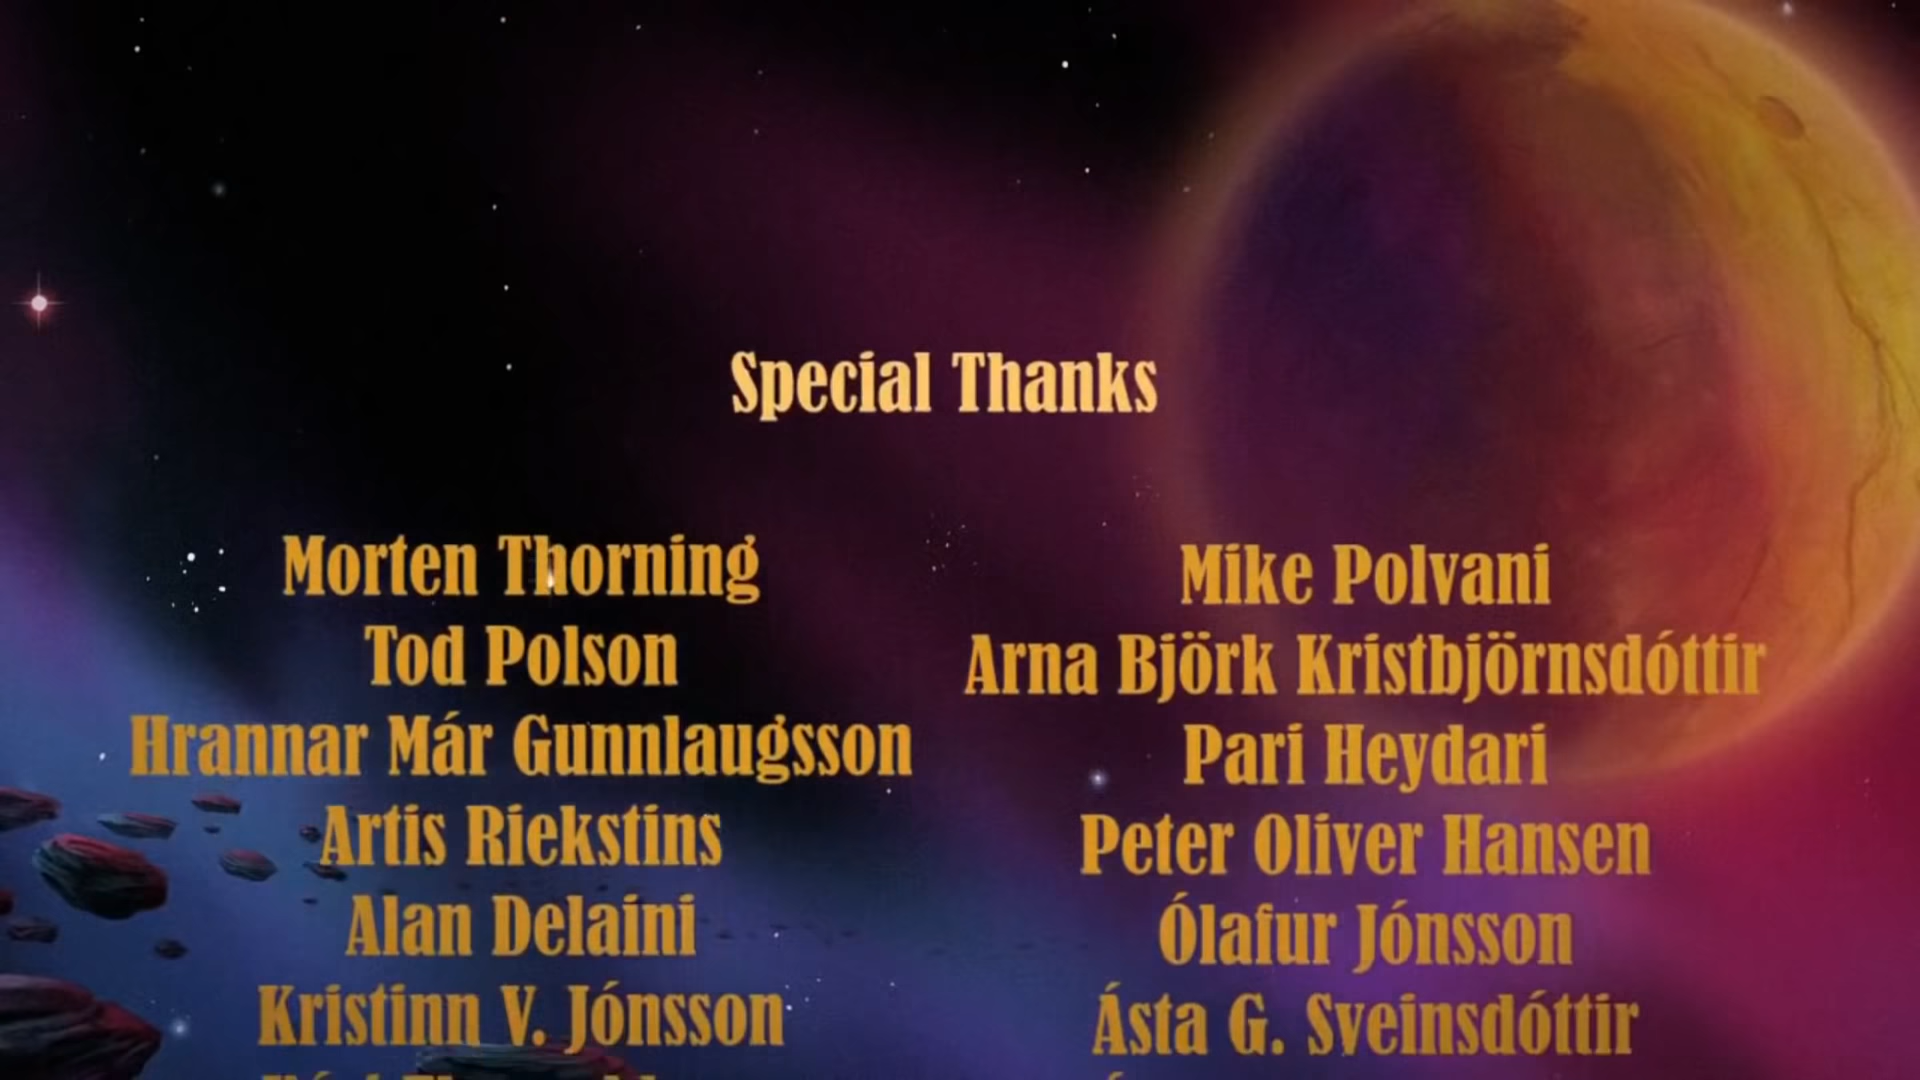 Special Thanks
Morten Thorning
Tod Polson
Hrannar Már Gunnlaugsson
Artis Riekstins
Alan Delaini
Kristinn V. Jónsson
Mike Polvani
Arna Björk Kristbjörnsdóttir
Pari Heydari
Peter Oliver Hansen
Ólafur Jónsson
Ásta G. Sveinsdóttir